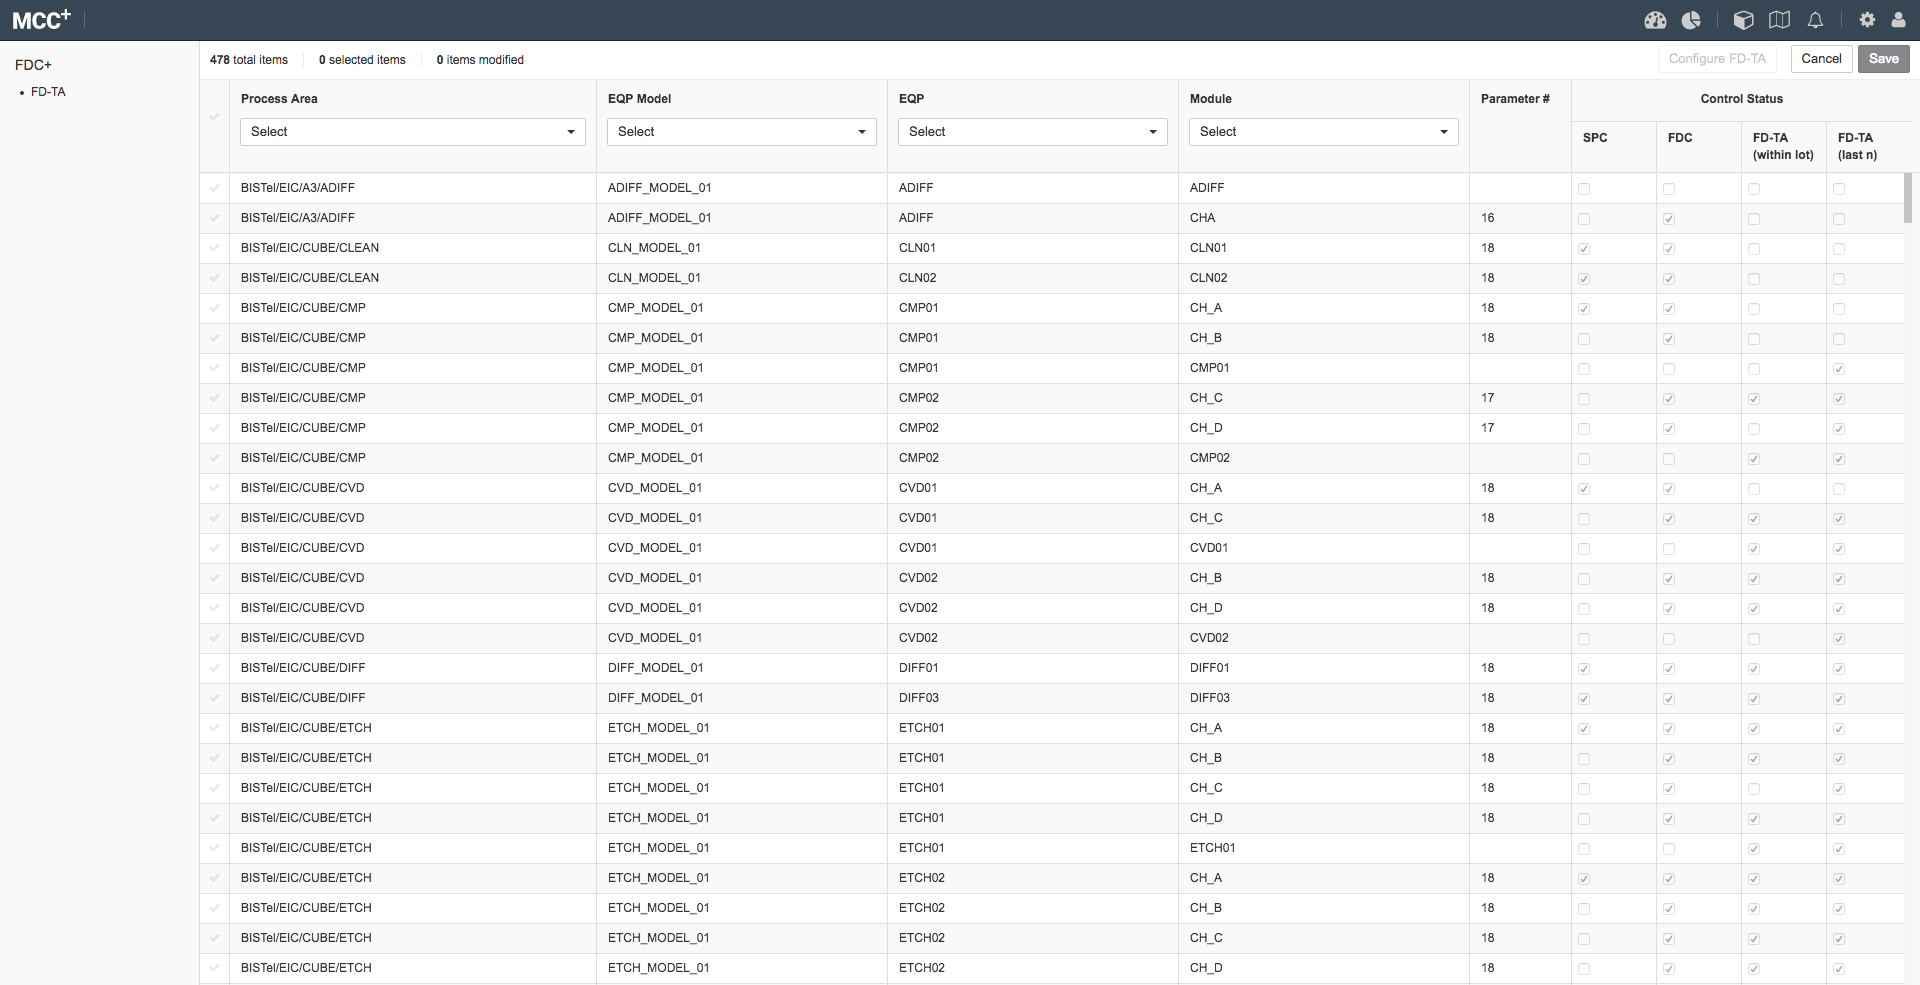 MCC+
FDC+
FD-TA
478 total items 0 selected items 0 items modified Configure FD-TA Cancel Save
Process Area EQP Model EQP Module Parameter # Control Status
Select Select Select Select
SPC FDC FD-TA (within lot) FD-TA (last n)
BISTel/EIC/A3/ADIFF ADIFF_MODEL_01 ADIFF ADIFF
BISTel/EIC/A3/ADIFF ADIFF_MODEL_01 ADIFF CHA 16
BISTel/EIC/CUBE/CLEAN CLN_MODEL_01 CLN01 CLN01 18
BISTel/EIC/CUBE/CLEAN CLN_MODEL_01 CLN02 CLN02 18
BISTel/EIC/CUBE/CMP CMP_MODEL_01 CMP01 CH_A 18
BISTel/EIC/CUBE/CMP CMP_MODEL_01 CMP01 CH_B 18
BISTel/EIC/CUBE/CMP CMP_MODEL_01 CMP01 CMP01
BISTel/EIC/CUBE/CMP CMP_MODEL_01 CMP02 CH_C 17
BISTel/EIC/CUBE/CMP CMP_MODEL_01 CMP02 CH_D 17
BISTel/EIC/CUBE/CMP CMP_MODEL_01 CMP02 CMP02
BISTel/EIC/CUBE/CVD CVD_MODEL_01 CVD01 CH_A 18
BISTel/EIC/CUBE/CVD CVD_MODEL_01 CVD01 CH_C 18
BISTel/EIC/CUBE/CVD CVD_MODEL_01 CVD01 CVD01
BISTel/EIC/CUBE/CVD CVD_MODEL_01 CVD02 CH_B 18
BISTel/EIC/CUBE/CVD CVD_MODEL_01 CVD02 CH_D 18
BISTel/EIC/CUBE/CVD CVD_MODEL_01 CVD02 CVD02
BISTel/EIC/CUBE/DIFF DIFF_MODEL_01 DIFF01 DIFF01 18
BISTel/EIC/CUBE/DIFF DIFF_MODEL_01 DIFF03 DIFF03 18
BISTel/EIC/CUBE/ETCH ETCH_MODEL_01 ETCH01 CH_A 18
BISTel/EIC/CUBE/ETCH ETCH_MODEL_01 ETCH01 CH_B 18
BISTel/EIC/CUBE/ETCH ETCH_MODEL_01 ETCH01 CH_C 18
BISTel/EIC/CUBE/ETCH ETCH_MODEL_01 ETCH01 CH_D 18
BISTel/EIC/CUBE/ETCH ETCH_MODEL_01 ETCH01 ETCH01
BISTel/EIC/CUBE/ETCH ETCH_MODEL_01 ETCH02 CH_A 18
BISTel/EIC/CUBE/ETCH ETCH_MODEL_01 ETCH02 CH_B 18
BISTel/EIC/CUBE/ETCH ETCH_MODEL_01 ETCH02 CH_C 18
BISTel/EIC/CUBE/ETCH ETCH_MODEL_01 ETCH02 CH_D 18